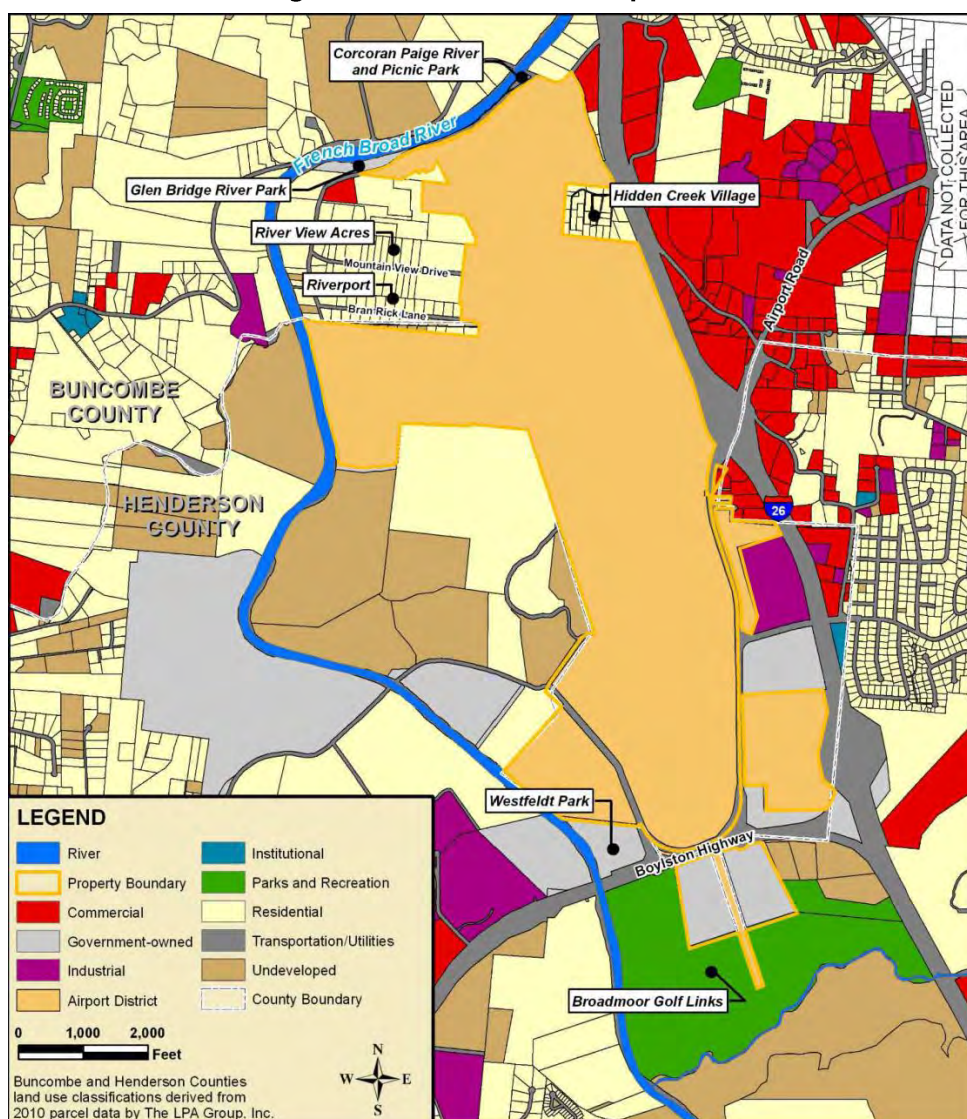 Corcoran Paige River
and Picnic Park
French Broad River
Glen Bridge River Park
Hidden Creek Village
DATA NOT COLLECTED
FOR THIS AREA
River View Acres
Mountain View Drive
Riverport
Bran Rick Lane
Airport Road
BUNCOMBE
COUNTY
HENDERSON
COUNTY
26
Westfeldt Park
Boylston Highway
Broadmoor Golf Links
LEGEND
River
Property Boundary
Commercial
Government-owned
Industrial
Airport District
Institutional
Parks and Recreation
Residential
Transportation/Utilities
Undeveloped
County Boundary
0 1,000 2,000
Feet
N
W E
S
Buncombe and Henderson Counties
land use classifications derived from
2010 parcel data by The LPA Group, Inc.